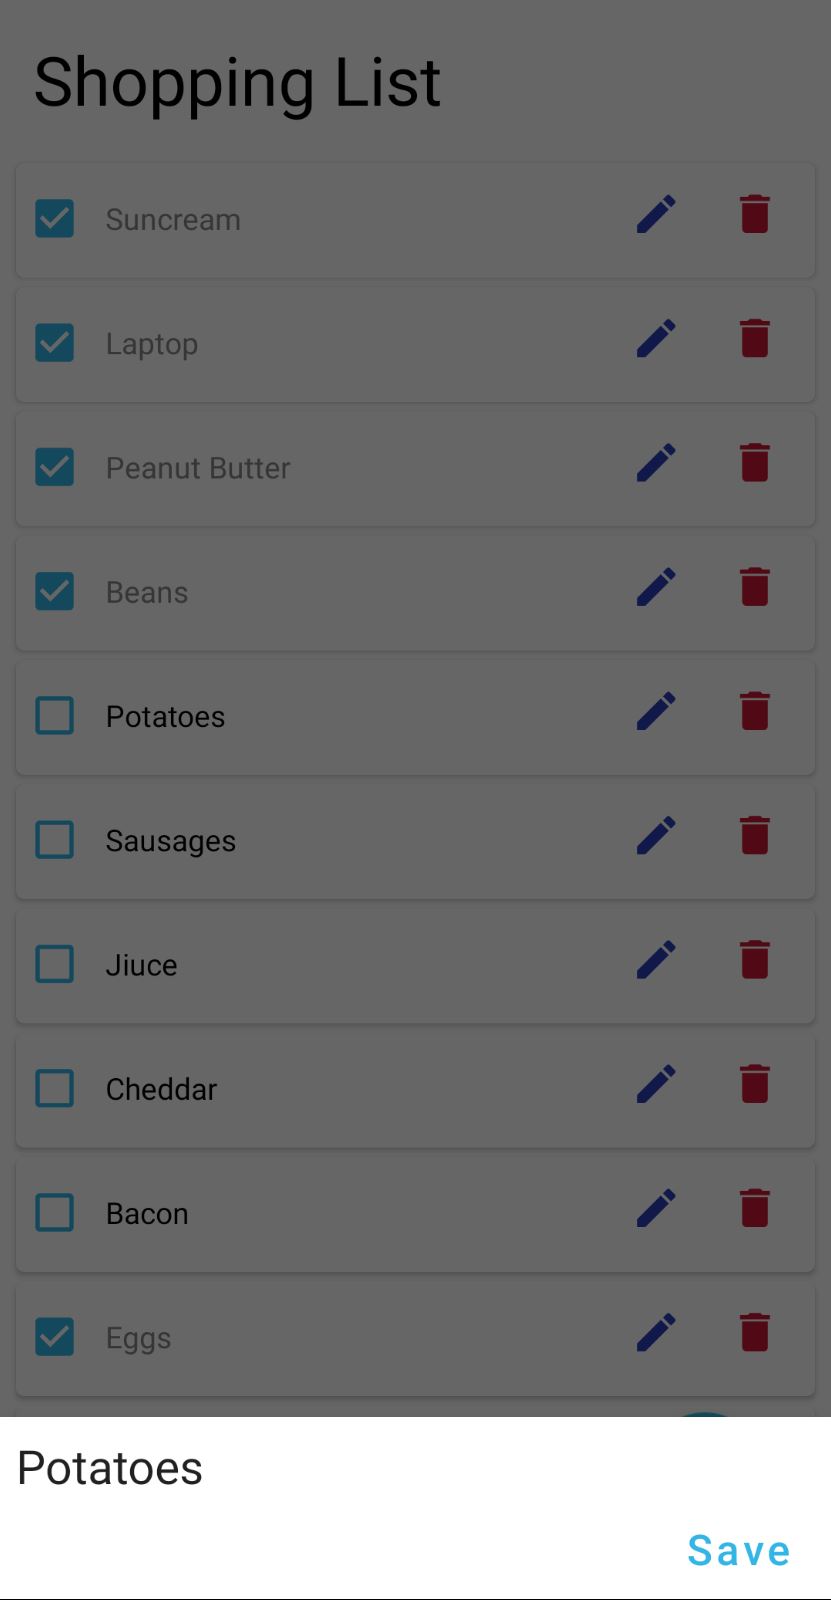 Shopping List
Suncream
Laptop
Peanut Butter
Beans
Potatoes
Sausages
Jiuce
Cheddar
Bacon
Eggs
Potatoes
Save